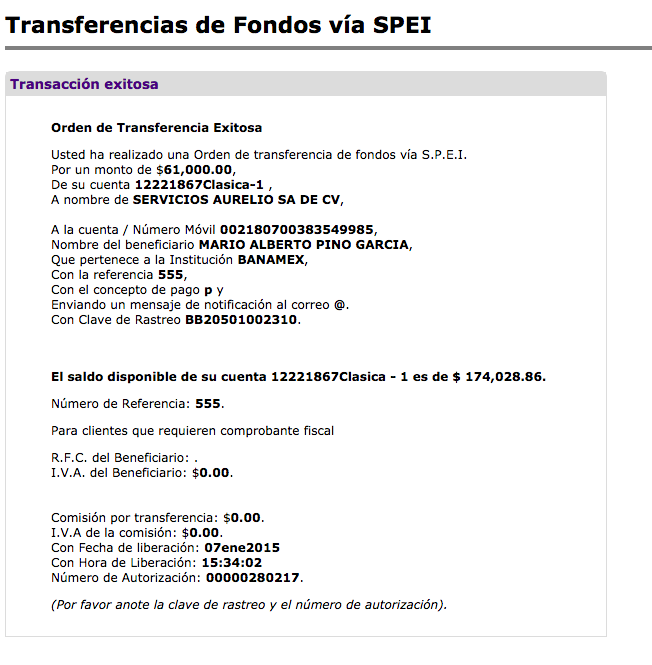 Transferencias de Fondos vía SPEI
Transacción exitosa
Orden de Transferencia Exitosa
Usted ha realizado una Orden de transferencia de fondos vía S.P.E.I.
Por un monto de $61,000.00,
De su cuenta 12221867Clasica-1 ,
A nombre de SERVICIOS AURELIO SA DE CV,
A la cuenta / Número Móvil 002180700383549985,
Nombre del beneficiario MARIO ALBERTO PINO GARCIA,
Que pertenece a la Institución BANAMEX,
Con la referencia 555,
Con el concepto de pago p y
Enviando un mensaje de notificación al correo @.
Con Clave de Rastreo BB20501002310.
El saldo disponible de su cuenta 12221867Clasica - 1 es de $ 174,028.86.
Número de Referencia: 555.
Para clientes que requieren comprobante fiscal
R.F.C. del Beneficiario: .
I.V.A. del Beneficiario: $0.00.
Comisión por transferencia: $0.00.
I.V.A de la comisión: $0.00.
Con Fecha de liberación: 07ene2015
Con Hora de Liberación: 15:34:02
Número de Autorización: 00000280217.
(Por favor anote la clave de rastreo y el número de autorización).